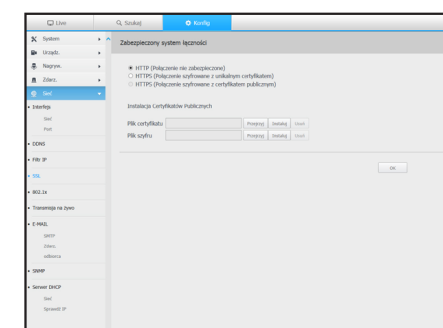 Live
Szukaj
Konfig
System
Urządz.
Nagryw.
Zdarz.
Sieć
Interfejs
Sieć
Port
DDNS
Filtr IP
SSL
802.1x
Transmisja na żywo
E-MAIL
SMTP
Zdarz.
odbiorca
SNMP
Serwer DHCP
Sieć
Sprawdź IP
Zabezpieczony system łączności
HTTP (Połączenie nie zabezpieczone)
HTTPS (Połączenie szyfrowane z unikalnym certyfikatem)
HTTPS (Połączenie szyfrowane z certyfikatem publicznym)
Instalacja Certyfikatów Publicznych
Plik certyfikatu Przejrzyj Instaluj Usuń
Plik szyfru Przejrzyj Instaluj Usuń
OK